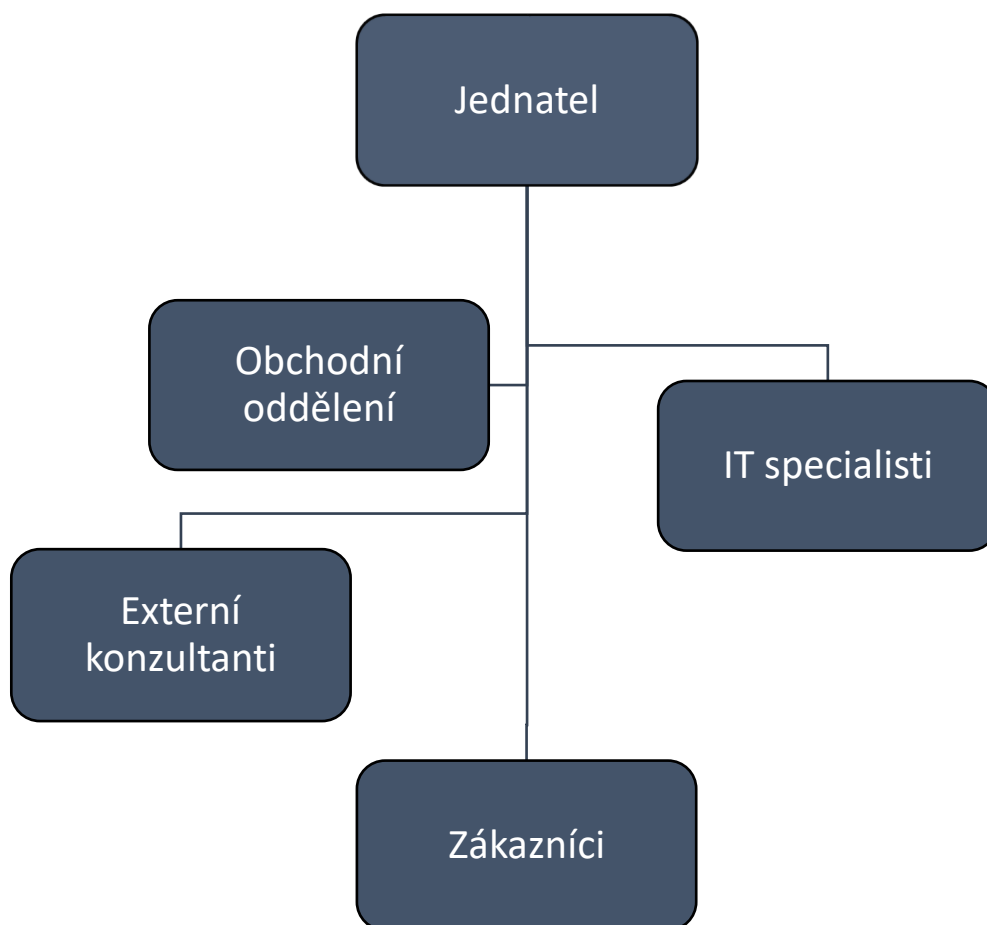 Jednatel
Obchodní
oddělení
IT specialisti
Externí
konzultanti
Zákazníci